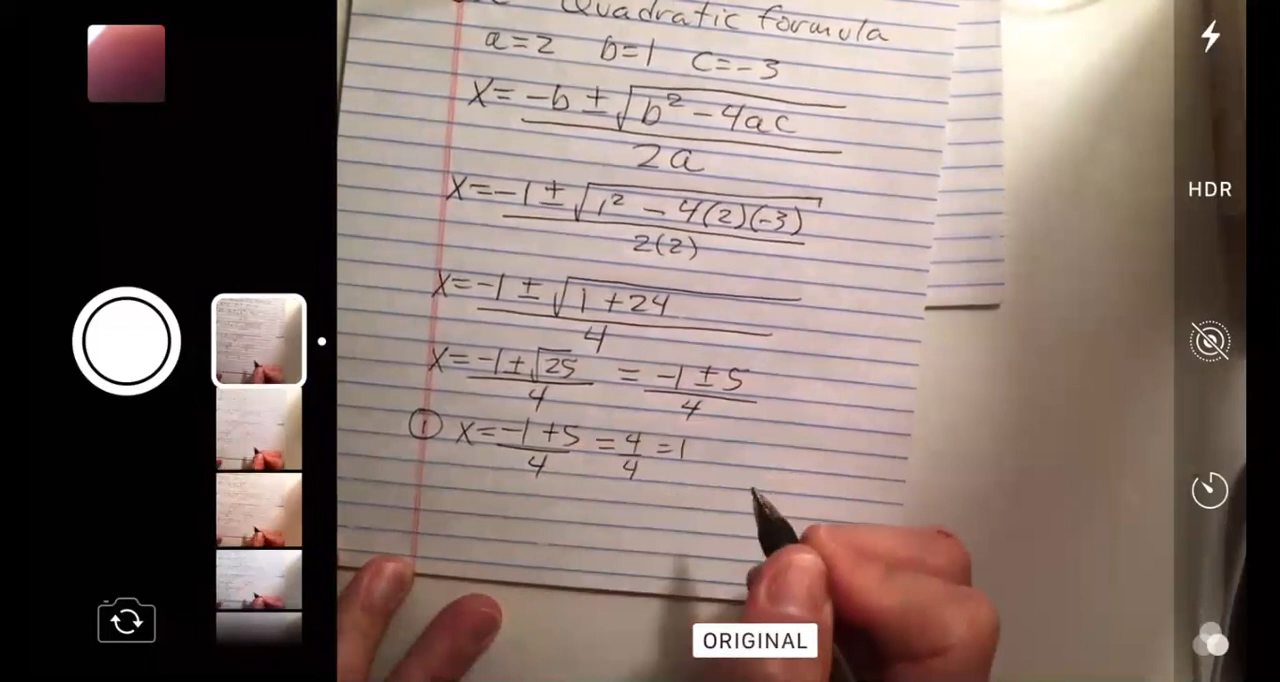 Quadratic formula
a=2 b=1 c=-3
x= -b ± √b² - 4ac
2a
x= -1 ± √1² - 4(2)(-3)
2(2)
x= -1 ± √1 + 24
4
x= -1 ± √25 = -1 ± 5
4 4
① x= -1 + 5 = 4 = 1
4 4
HDR
ORIGINAL